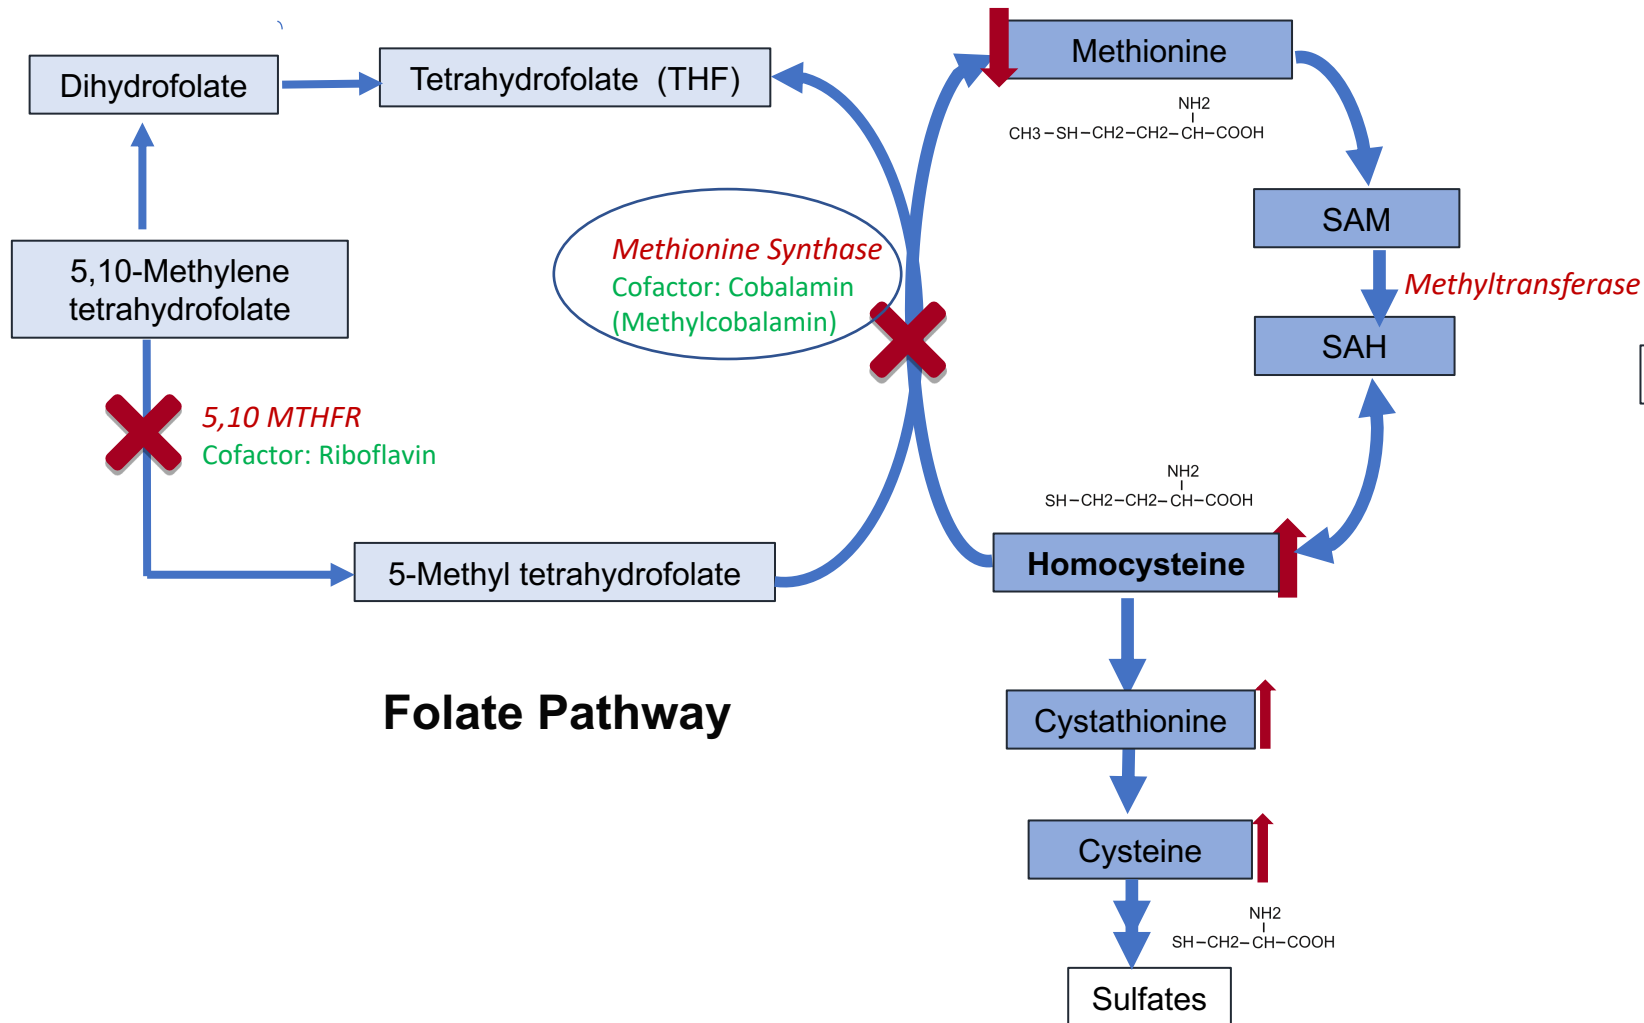 Dihydrofolate
Tetrahydrofolate (THF)
Methionine
NH2
CH3-SH-CH2-CH2-CH-COOH
SAM
Methionine Synthase
Cofactor: Cobalamin
(Methylcobalamin)
5,10-Methylene
tetrahydrofolate
Methyltransferase
SAH
5,10 MTHFR
Cofactor: Riboflavin
NH2
SH-CH2-CH2-CH-COOH
Homocysteine
5-Methyl tetrahydrofolate
Folate Pathway
Cystathionine
Cysteine
NH2
SH-CH2-CH-COOH
Sulfates